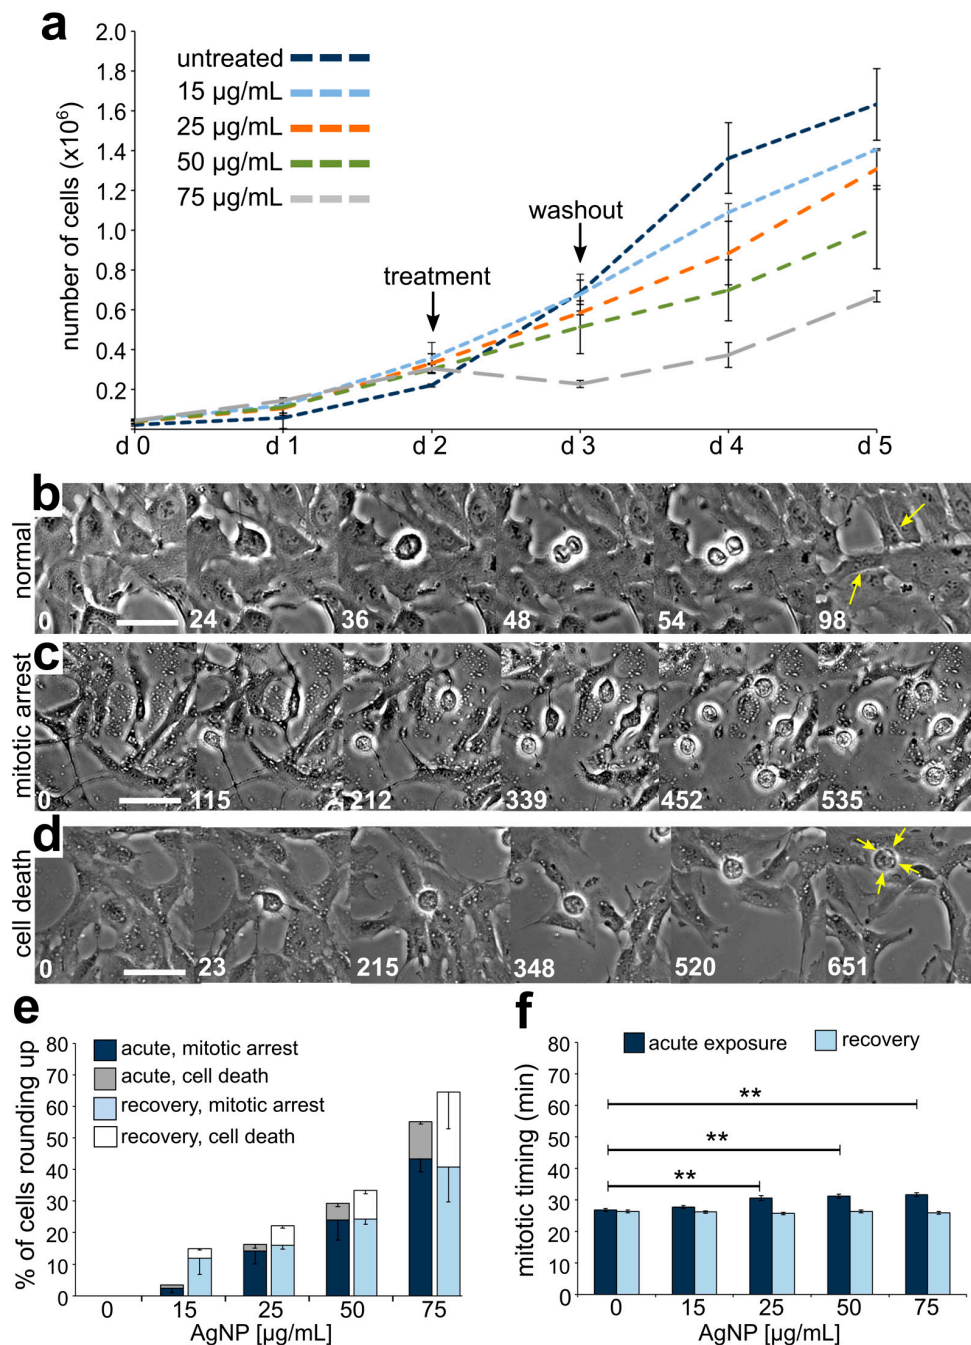 a
number of cells (x10⁶)
2.0
1.8
1.6
1.4
1.2
1.0
0.8
0.6
0.4
0.2
untreated
15 µg/mL
25 µg/mL
50 µg/mL
75 µg/mL
treatment
washout
d 0 d 1 d 2 d 3 d 4 d 5
b
normal
0 24 36 48 54 98
c
mitotic arrest
0 115 212 339 452 535
d
cell death
0 23 215 348 520 651
e
% of cells rounding up
80
70
60
50
40
30
20
10
0
acute, mitotic arrest
acute, cell death
recovery, mitotic arrest
recovery, cell death
0 15 25 50 75
AgNP [µg/mL]
f
mitotic timing (min)
80
70
60
50
40
30
20
10
0
acute exposure recovery
**
**
**
0 15 25 50 75
AgNP [µg/mL]